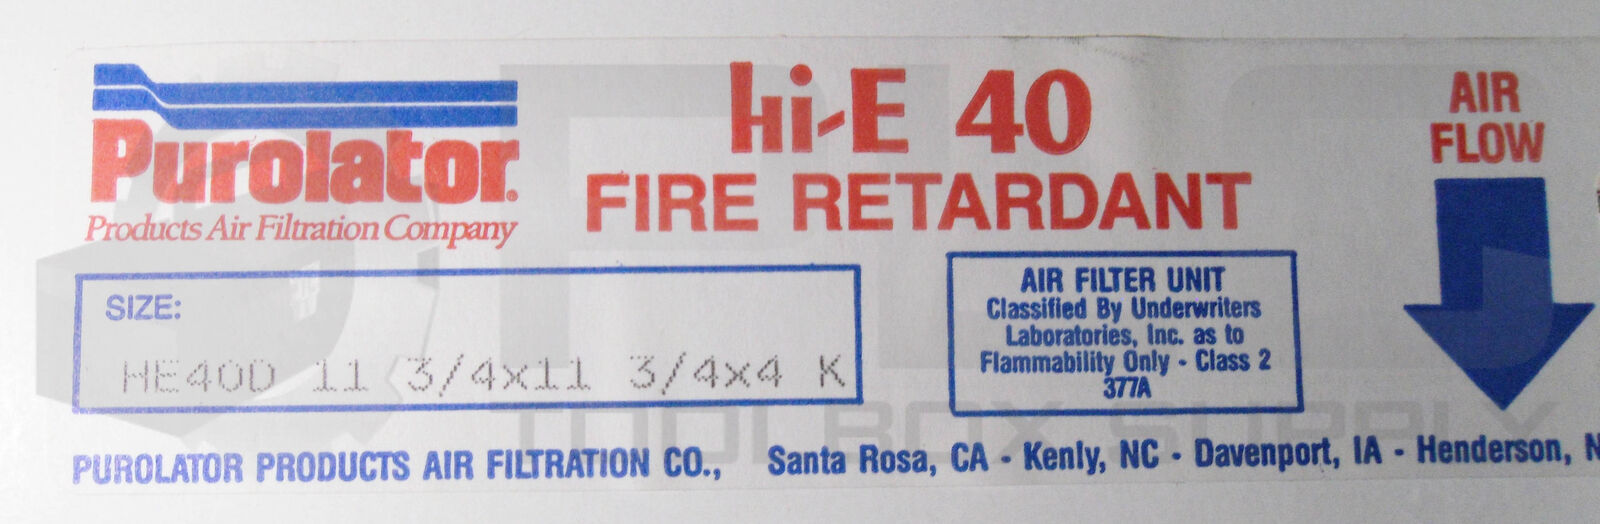 Purolator
Products Air Filtration Company
hi-E 40
FIRE RETARDANT
AIR
FLOW
SIZE:
HE40D 11 3/4x11 3/4x4 K
AIR FILTER UNIT
Classified By Underwriters
Laboratories, Inc. as to
Flammability Only - Class 2
377A
PUROLATOR PRODUCTS AIR FILTRATION CO., Santa Rosa, CA - Kenly, NC - Davenport, IA - Henderson, N
TOOLBOX SUPPLY